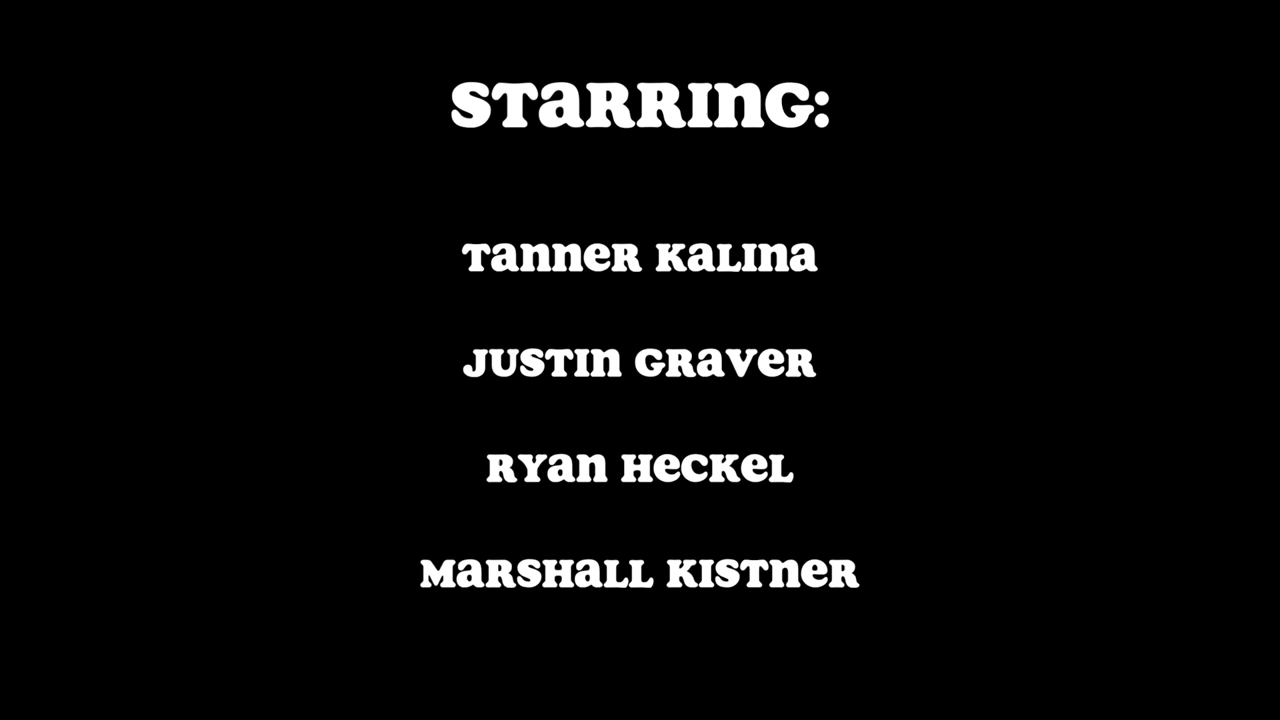 STARRING:
TANNER KALINA
JUSTIN GRAVER
RYAN HECKEL
MARSHALL KISTNER